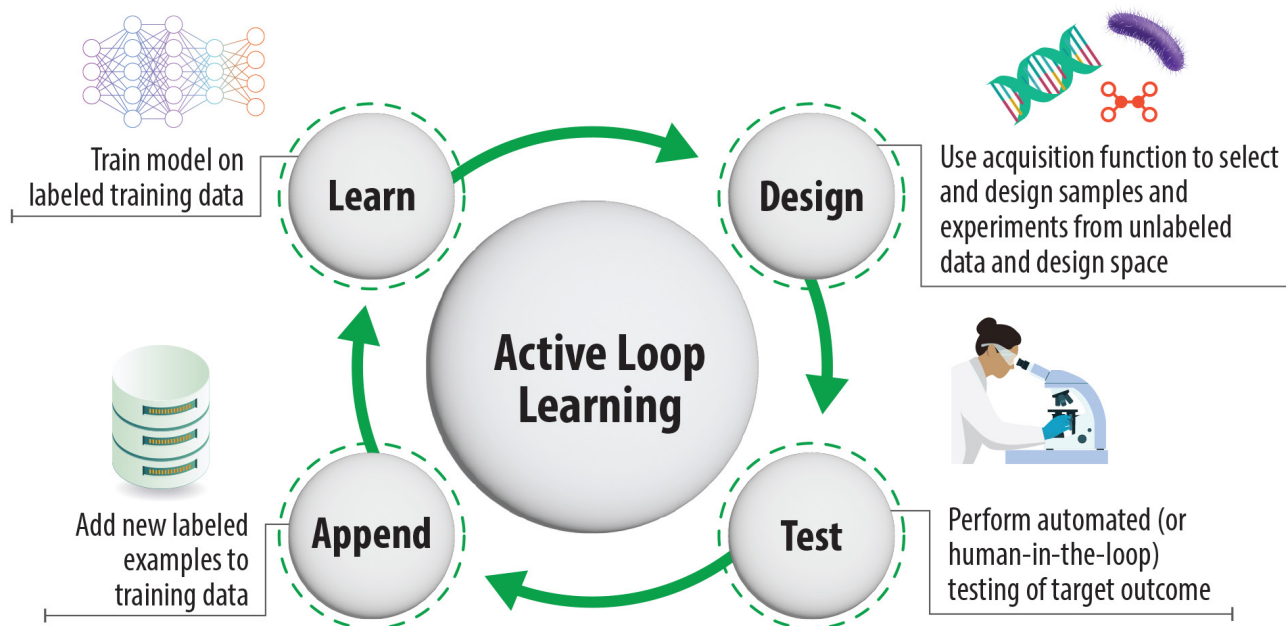 Train model on
labeled training data
Learn
Design
Use acquisition function to select
and design samples and
experiments from unlabeled
data and design space
Active Loop
Learning
Add new labeled
examples to
training data
Append
Test
Perform automated (or
human-in-the-loop)
testing of target outcome